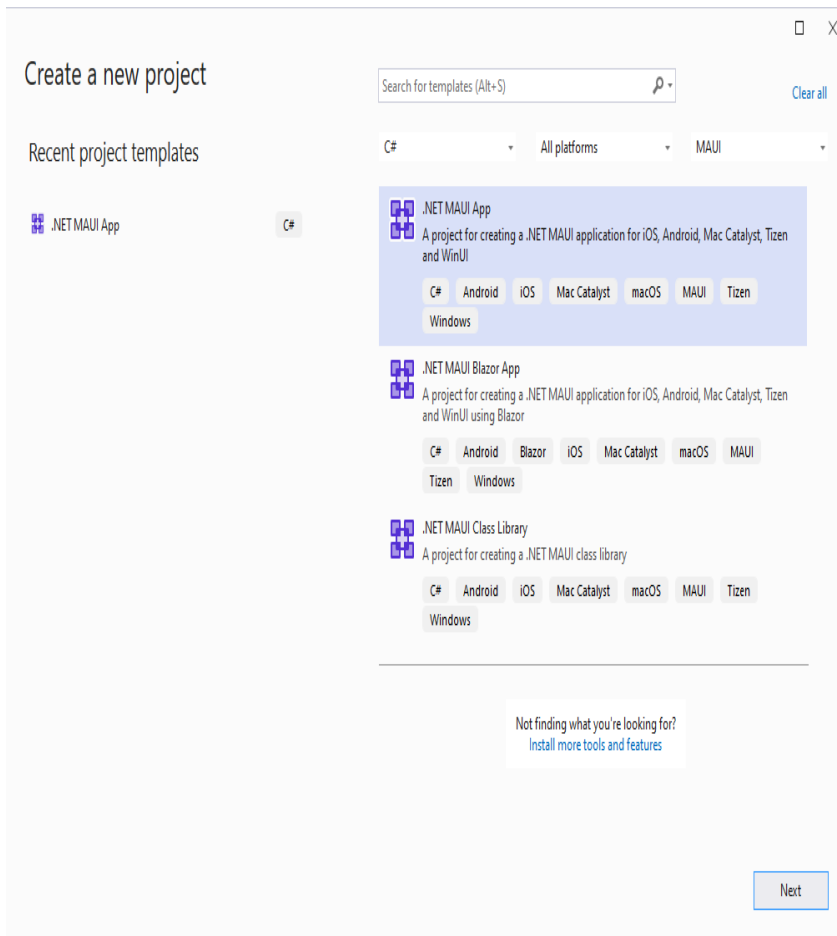 Create a new project
Search for templates (Alt+S)
Clear all
Recent project templates
C#
All platforms
MAUI
.NET MAUI App
C#
.NET MAUI App
A project for creating a .NET MAUI application for iOS, Android, Mac Catalyst, Tizen
and WinUI
C# Android iOS Mac Catalyst macOS MAUI Tizen
Windows
.NET MAUI Blazor App
A project for creating a .NET MAUI application for iOS, Android, Mac Catalyst, Tizen
and WinUI using Blazor
C# Android Blazor iOS Mac Catalyst macOS MAUI
Tizen Windows
.NET MAUI Class Library
A project for creating a .NET MAUI class library
C# Android iOS Mac Catalyst macOS MAUI Tizen
Windows
Not finding what you're looking for?
Install more tools and features
Next